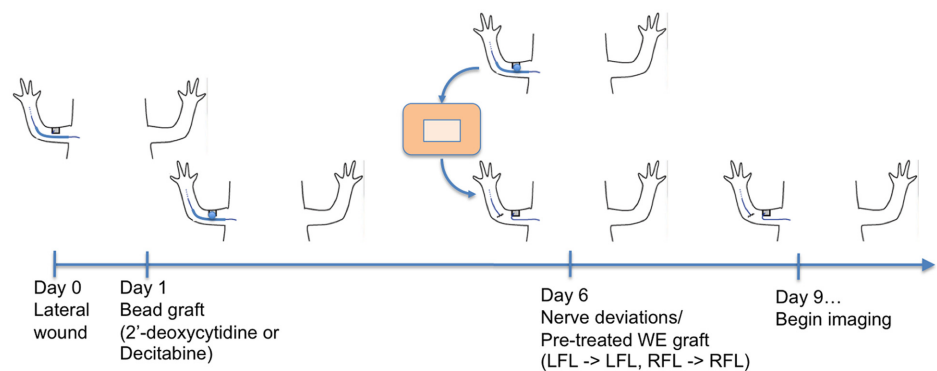 Day 0
Lateral
wound
Day 1
Bead graft
(2'-deoxycytidine or
Decitabine)
Day 6
Nerve deviations/
Pre-treated WE graft
(LFL -> LFL, RFL -> RFL)
Day 9…
Begin imaging